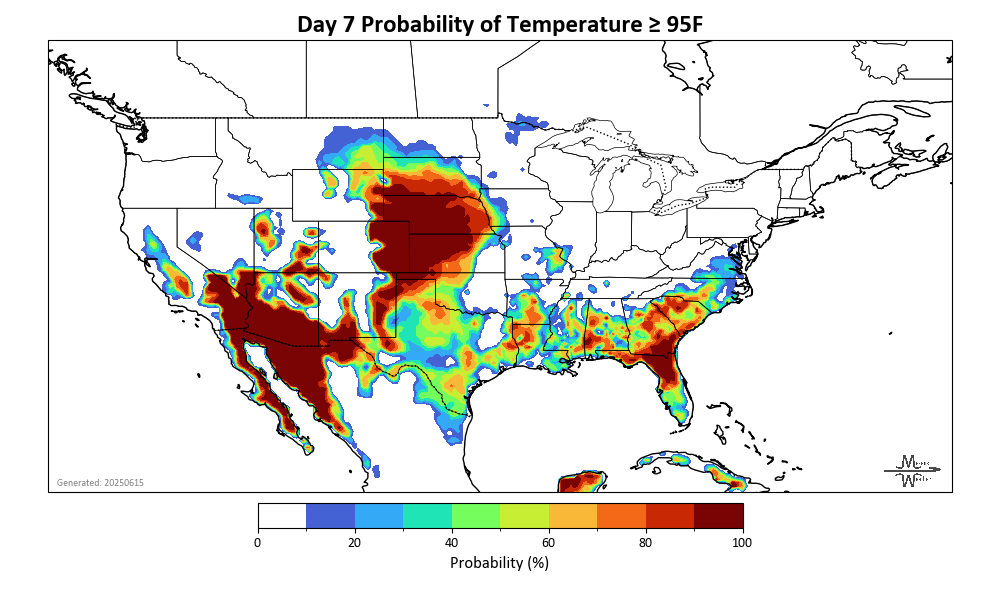 Day 7 Probability of Temperature ≥ 95F
Generated: 20250615
0 20 40 60 80 100
Probability (%)